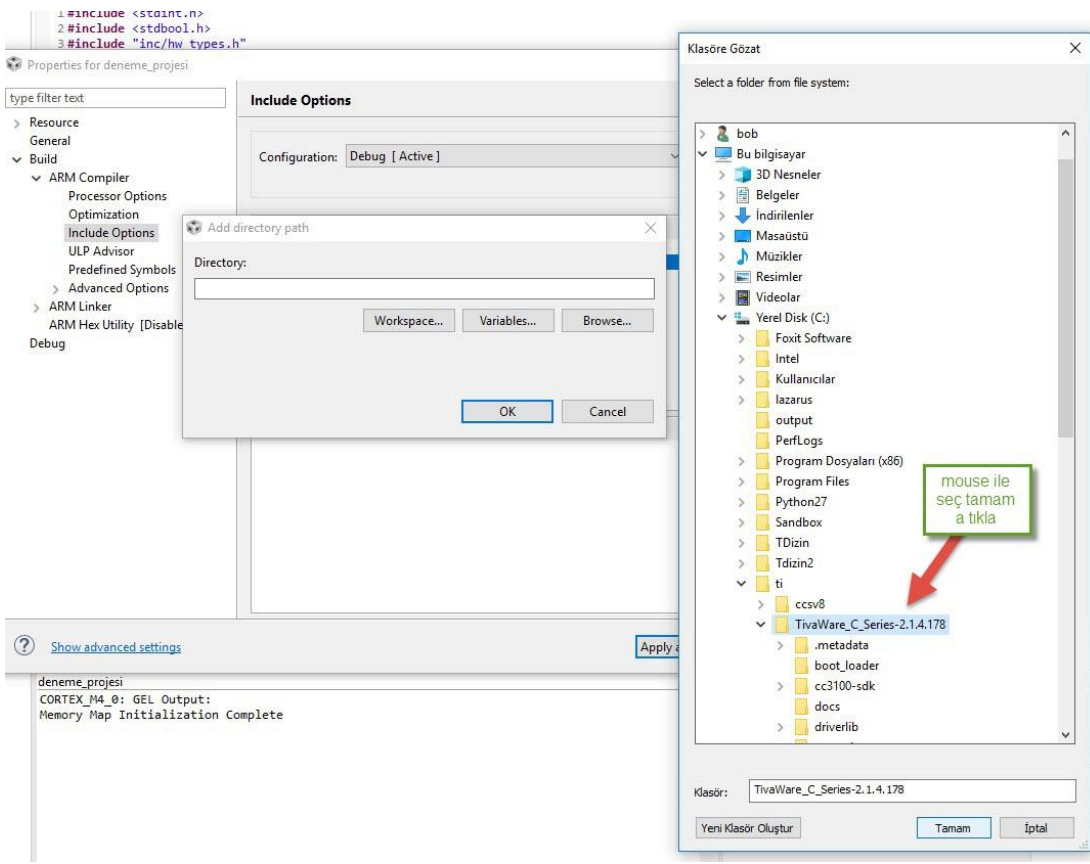 1 #include <stdint.h>
2 #include <stdbool.h>
3 #include "inc/hw_types.h"
Properties for deneme_projesi
type filter text
Resource
General
Build
ARM Compiler
Processor Options
Optimization
Include Options
ULP Advisor
Predefined Symbols
Advanced Options
ARM Linker
ARM Hex Utility [Disable
Debug
Include Options
Configuration: Debug [ Active ]
Add directory path
Directory:
Workspace... Variables... Browse...
OK Cancel
Show advanced settings
Apply a
deneme_projesi
CORTEX_M4_0: GEL Output:
Memory Map Initialization Complete
Klasöre Gözat
Select a folder from file system:
bob
Bu bilgisayar
3D Nesneler
Belgeler
İndirilenler
Masaüstü
Müzikler
Resimler
Videolar
Yerel Disk (C:)
Foxit Software
Intel
Kullanıcılar
lazarus
output
PerfLogs
Program Dosyaları (x86)
Program Files
Python27
Sandbox
TDizin
Tdizin2
ti
ccsv8
TivaWare_C_Series-2.1.4.178
.metadata
boot_loader
cc3100-sdk
docs
driverlib
mouse ile
seç tamam
a tıkla
Klasör: TivaWare_C_Series-2.1.4.178
Yeni Klasör Oluştur Tamam İptal